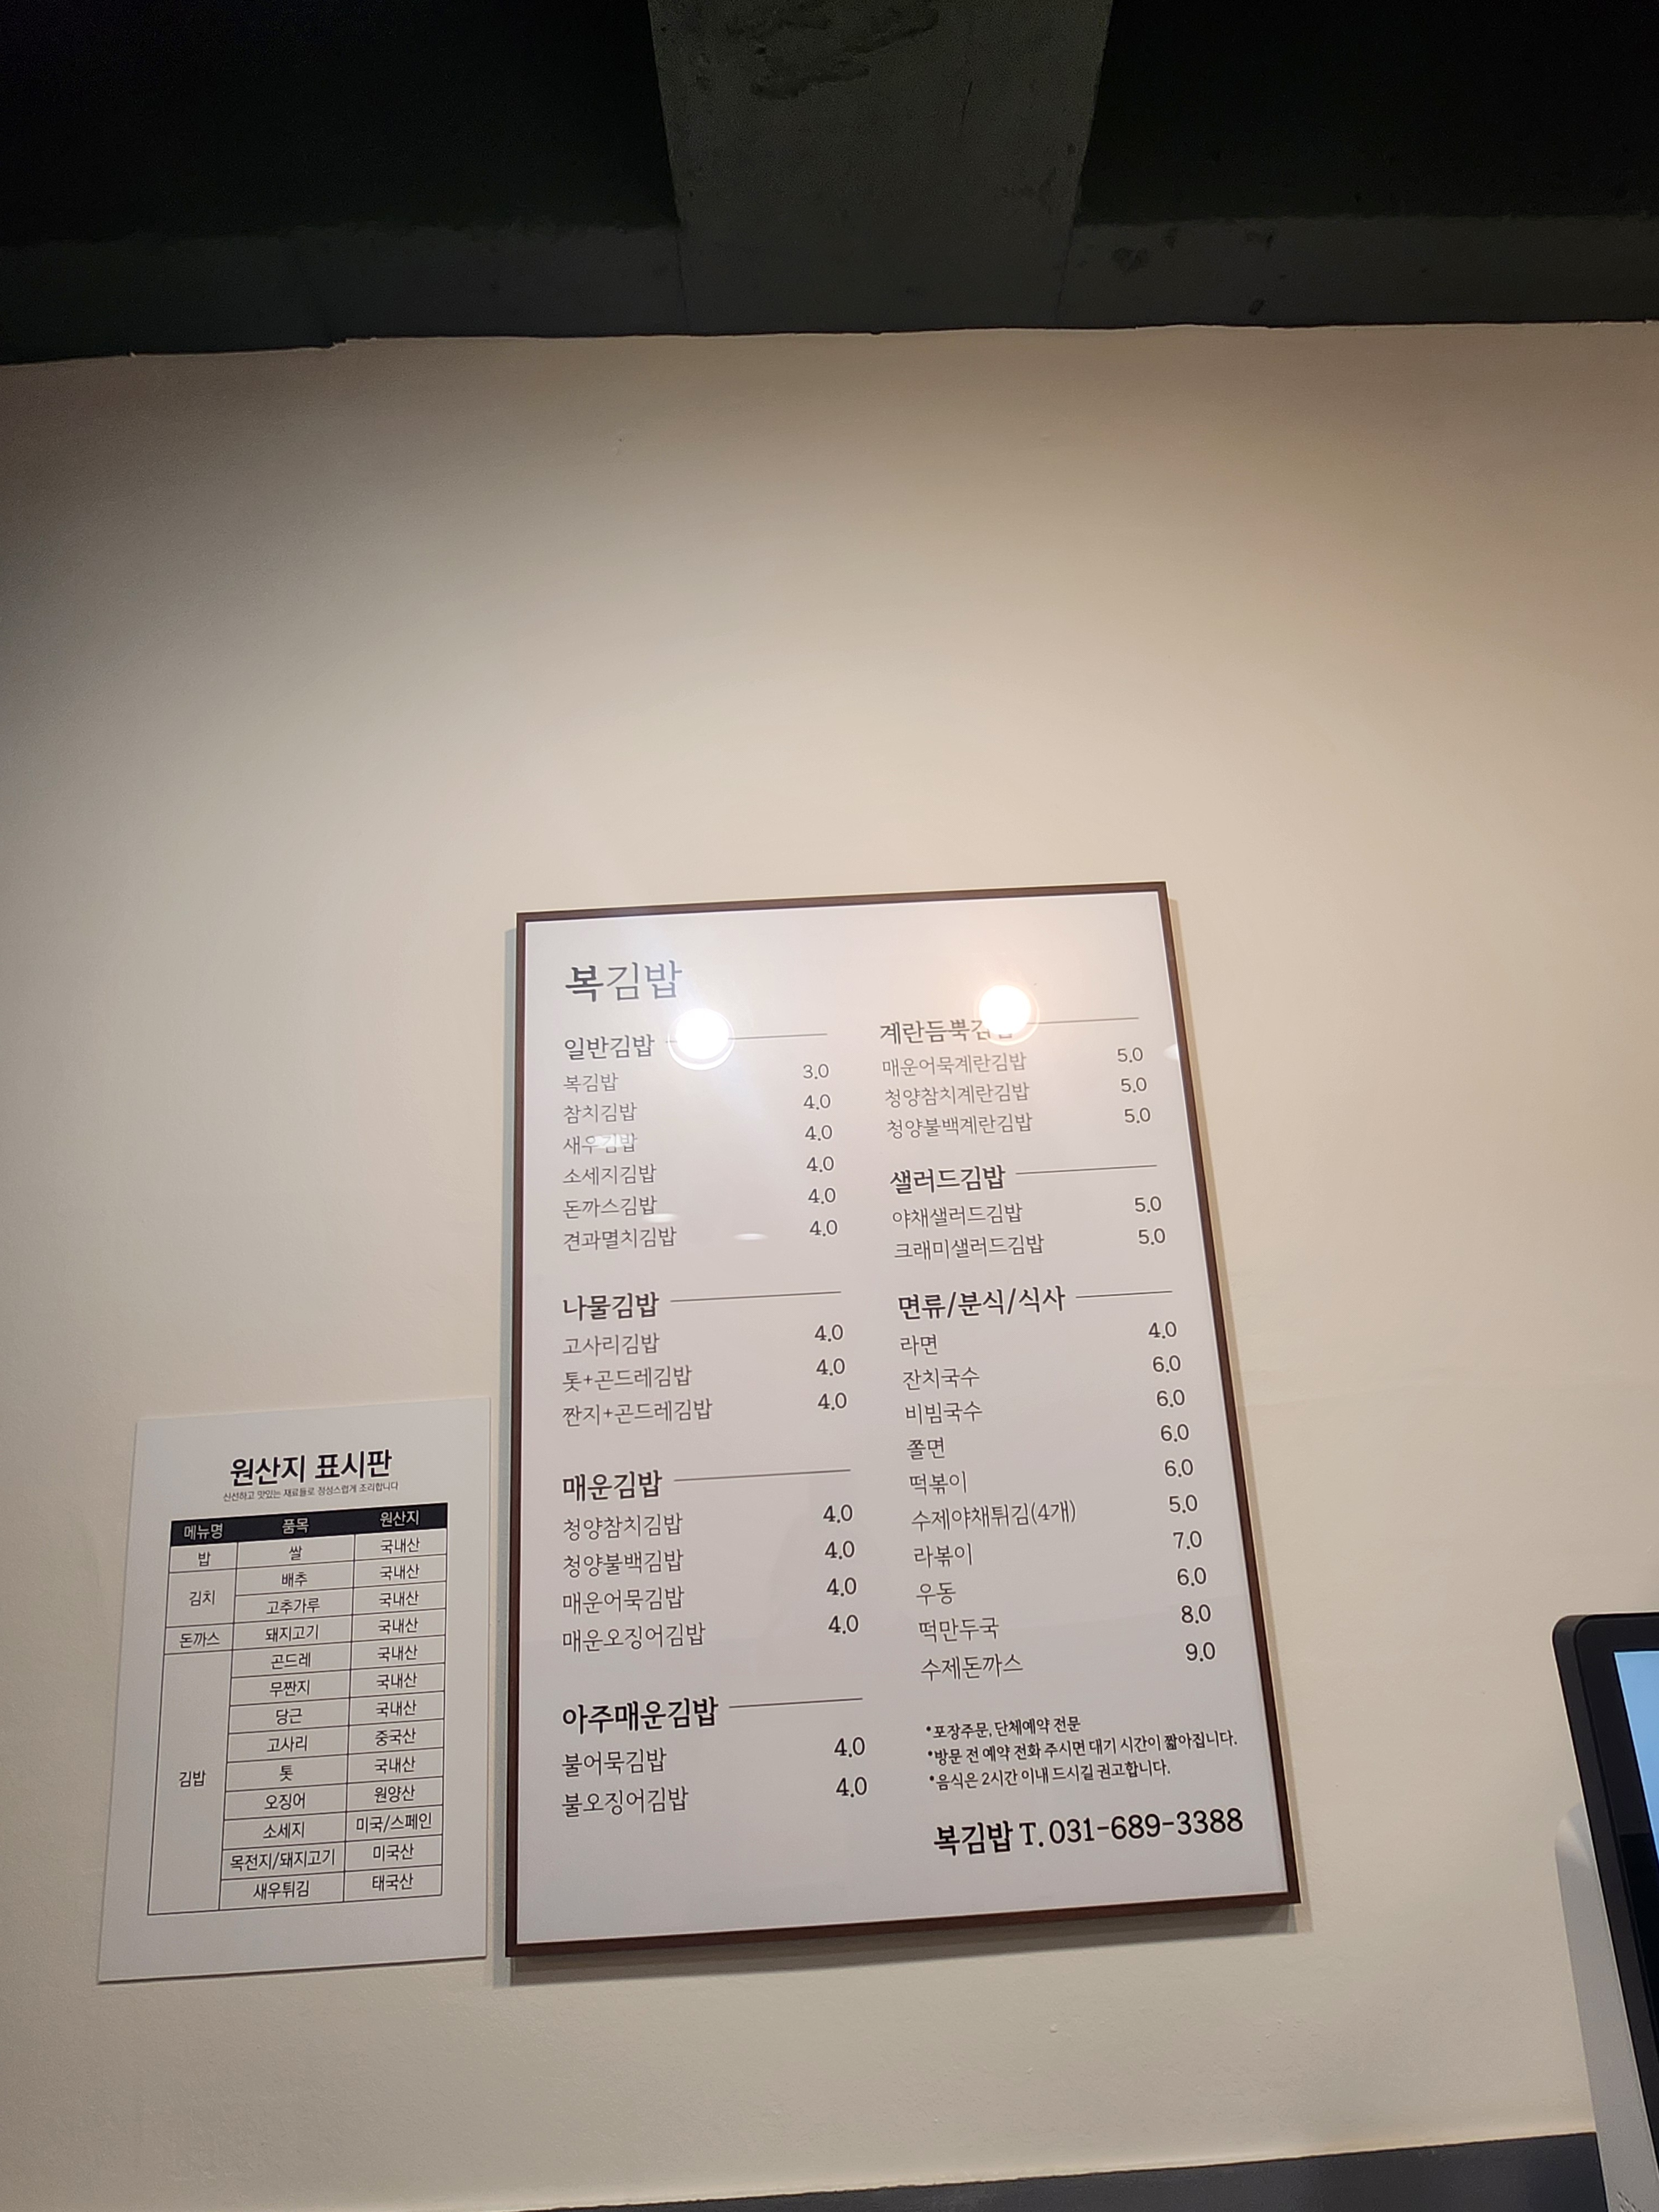 복김밥
일반김밥
복김밥 3.0
참치김밥 4.0
새우김밥 4.0
소세지김밥 4.0
돈까스김밥 4.0
견과멸치김밥 4.0
나물김밥
고사리김밥 4.0
톳+곤드레김밥 4.0
짠지+곤드레김밥 4.0
매운김밥
청양참치김밥 4.0
청양불백김밥 4.0
매운어묵김밥 4.0
매운오징어김밥 4.0
아주매운김밥
불어묵김밥 4.0
불오징어김밥 4.0
계란듬뿍김밥
매운어묵계란김밥 5.0
청양참치계란김밥 5.0
청양불백계란김밥 5.0
샐러드김밥
야채샐러드김밥 5.0
크래미샐러드김밥 5.0
면류/분식/식사
라면 4.0
잔치국수 6.0
비빔국수 6.0
쫄면 6.0
떡볶이 6.0
수제야채튀김(4개) 5.0
라볶이 7.0
우동 6.0
떡만두국 8.0
수제돈까스 9.0
•포장주문, 단체예약 전문
•방문 전 예약 전화 주시면 대기 시간이 짧아집니다.
•음식은 2시간 이내 드시길 권고합니다.
복김밥 T. 031-689-3388
원산지 표시판
신선하고 맛있는 재료들로 정성스럽게 조리합니다
메뉴명 품목 원산지
밥 쌀 국내산
김치 배추 국내산
고추가루 국내산
돈까스 돼지고기 국내산
김밥 곤드레 국내산
무짠지 국내산
당근 국내산
고사리 중국산
톳 국내산
오징어 원양산
소세지 미국/스페인
목전지/돼지고기 미국산
새우튀김 태국산